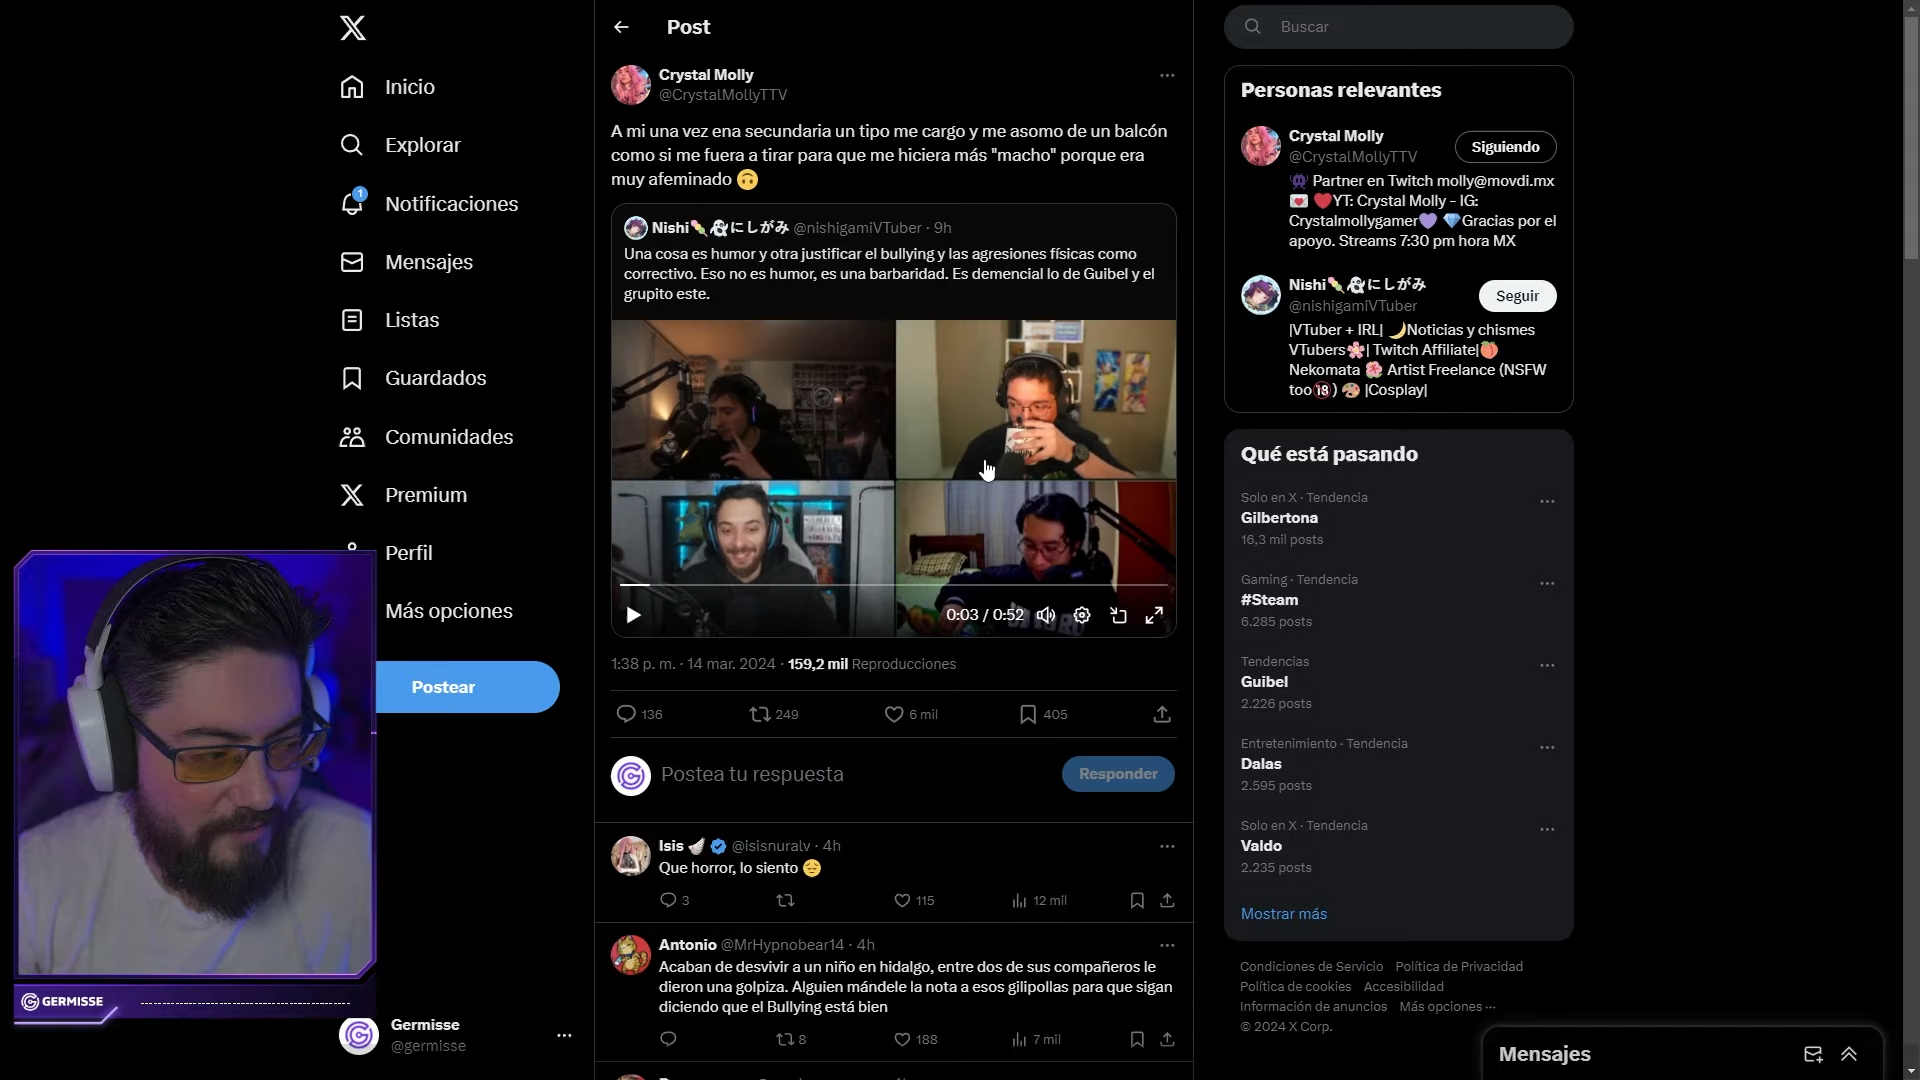 Inicio
Explorar
1
Notificaciones
Mensajes
Listas
Guardados
Comunidades
Premium
Perfil
Más opciones
Postear
GERMISSE
Germisse
@germisse
Post
Crystal Molly
@CrystalMollyTTV
A mi una vez ena secundaria un tipo me cargo y me asomo de un balcón
como si me fuera a tirar para que me hiciera más "macho" porque era
muy afeminado 🙃
Nishi🍡👻にしがみ @nishigamiVTuber · 9h
Una cosa es humor y otra justificar el bullying y las agresiones físicas como
correctivo. Eso no es humor, es una barbaridad. Es demencial lo de Guibel y el
grupito este.
0:03 / 0:52
1:38 p. m. · 14 mar. 2024 · 159,2 mil Reproducciones
136
249
6 mil
405
Postea tu respuesta
Responder
Isis 🪽 @isisnuralv · 4h
Que horror, lo siento 😔
3
115
12 mil
Antonio @MrHypnobear14 · 4h
Acaban de desvivir a un niño en hidalgo, entre dos de sus compañeros le
dieron una golpiza. Alguien mándele la nota a esos gilipollas para que sigan
diciendo que el Bullying está bien
8
188
7 mil
Buscar
Personas relevantes
Crystal Molly
@CrystalMollyTTV
Siguiendo
👾 Partner en Twitch molly@movdi.mx
💌 ❤️YT: Crystal Molly - IG:
Crystalmollygamer💜 💎Gracias por el
apoyo. Streams 7:30 pm hora MX
Nishi🍡👻にしがみ
@nishigamiVTuber
Seguir
|VTuber + IRL| 🌙Noticias y chismes
VTubers🌸| Twitch Affiliate|🍑
Nekomata 🌺 Artist Freelance (NSFW
too🔞) 🎨 |Cosplay|
Qué está pasando
Solo en X · Tendencia
Gilbertona
16,3 mil posts
Gaming · Tendencia
#Steam
6.285 posts
Tendencias
Guibel
2.226 posts
Entretenimiento · Tendencia
Dalas
2.595 posts
Solo en X · Tendencia
Valdo
2.235 posts
Mostrar más
Condiciones de Servicio Política de Privacidad
Política de cookies Accesibilidad
Información de anuncios Más opciones ···
© 2024 X Corp.
Mensajes